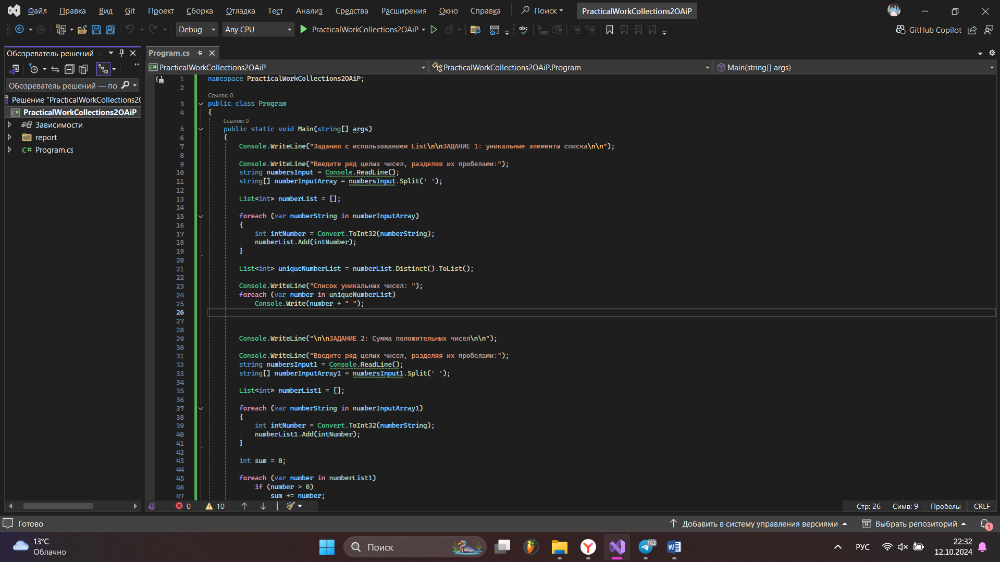 Файл Правка Вид Git Проект Сборка Отладка Тест Анализ Средства Расширения Окно Справка Поиск PracticalWorkCollections2OAiP
Debug Any CPU PracticalWorkCollections2OAiP GitHub Copilot
Обозреватель решений
Обозреватель решений — по
Решение "PracticalWorkCollections2
PracticalWorkCollections2OAiP
Зависимости
report
Program.cs
Program.cs
PracticalWorkCollections2OAiP PracticalWorkCollections2OAiP.Program Main(string[] args)
1 namespace PracticalWorkCollections2OAiP;
2
Ссылок: 0
3 public class Program
4 {
Ссылок: 0
5 public static void Main(string[] args)
6 {
7 Console.WriteLine("Задания с использованием List\n\nЗАДАНИЕ 1: уникальные элементы списка\n\n");
8
9 Console.WriteLine("Введите ряд целых чисел, разделяя их пробелами:");
10 string numbersInput = Console.ReadLine();
11 string[] numberInputArray = numbersInput.Split(' ');
12
13 List<int> numberList = [];
14
15 foreach (var numberString in numberInputArray)
16 {
17 int intNumber = Convert.ToInt32(numberString);
18 numberList.Add(intNumber);
19 }
20
21 List<int> uniqueNumberList = numberList.Distinct().ToList();
22
23 Console.WriteLine("Список уникальных чисел: ");
24 foreach (var number in uniqueNumberList)
25 Console.Write(number + " ");
26
27
28
29 Console.WriteLine("\n\nЗАДАНИЕ 2: Сумма положительных чисел\n\n");
30
31 Console.WriteLine("Введите ряд целых чисел, разделяя их пробелами:");
32 string numbersInput1 = Console.ReadLine();
33 string[] numberInputArray1 = numbersInput1.Split(' ');
34
35 List<int> numberList1 = [];
36
37 foreach (var numberString in numberInputArray1)
38 {
39 int intNumber = Convert.ToInt32(numberString);
40 numberList1.Add(intNumber);
41 }
42
43 int sum = 0;
44
45 foreach (var number in numberList1)
46 if (number > 0)
47 sum += number;
0 10 Стр: 26 Симв: 9 Пробелы CRLF
Готово Добавить в систему управления версиями Выбрать репозиторий 1
13°C
Облачно
Поиск
162
РУС
22:32
12.10.2024